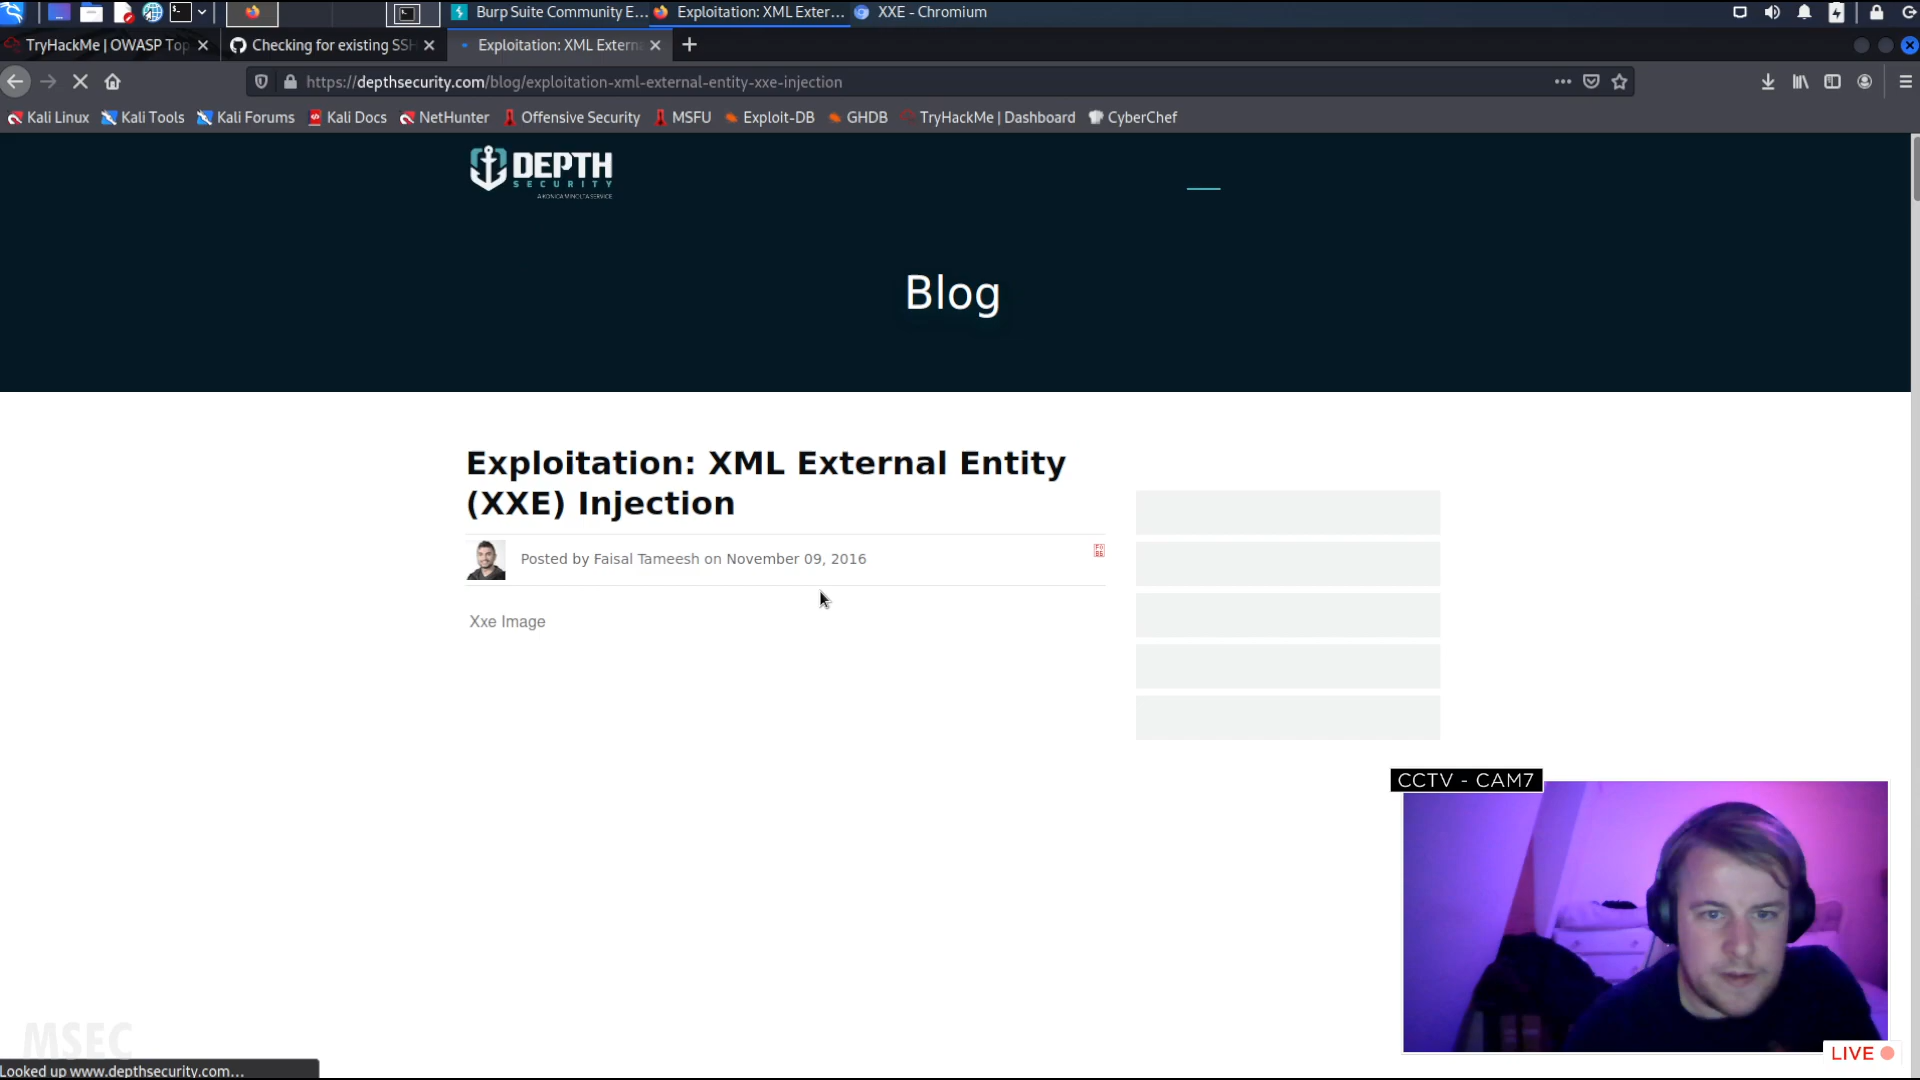 Burp Suite Community E...
Exploitation: XML Exter...
XXE - Chromium
TryHackMe | OWASP Top
Checking for existing SSH
Exploitation: XML Extern
https://depthsecurity.com/blog/exploitation-xml-external-entity-xxe-injection
Kali Linux
Kali Tools
Kali Forums
Kali Docs
NetHunter
Offensive Security
MSFU
Exploit-DB
GHDB
TryHackMe | Dashboard
CyberChef
DEPTH
SECURITY
A KONICA MINOLTA SERVICE
Blog
Exploitation: XML External Entity
(XXE) Injection
Posted by Faisal Tameesh on November 09, 2016
Xxe Image
CCTV - CAM7
LIVE
MSEC
Looked up www.depthsecurity.com...